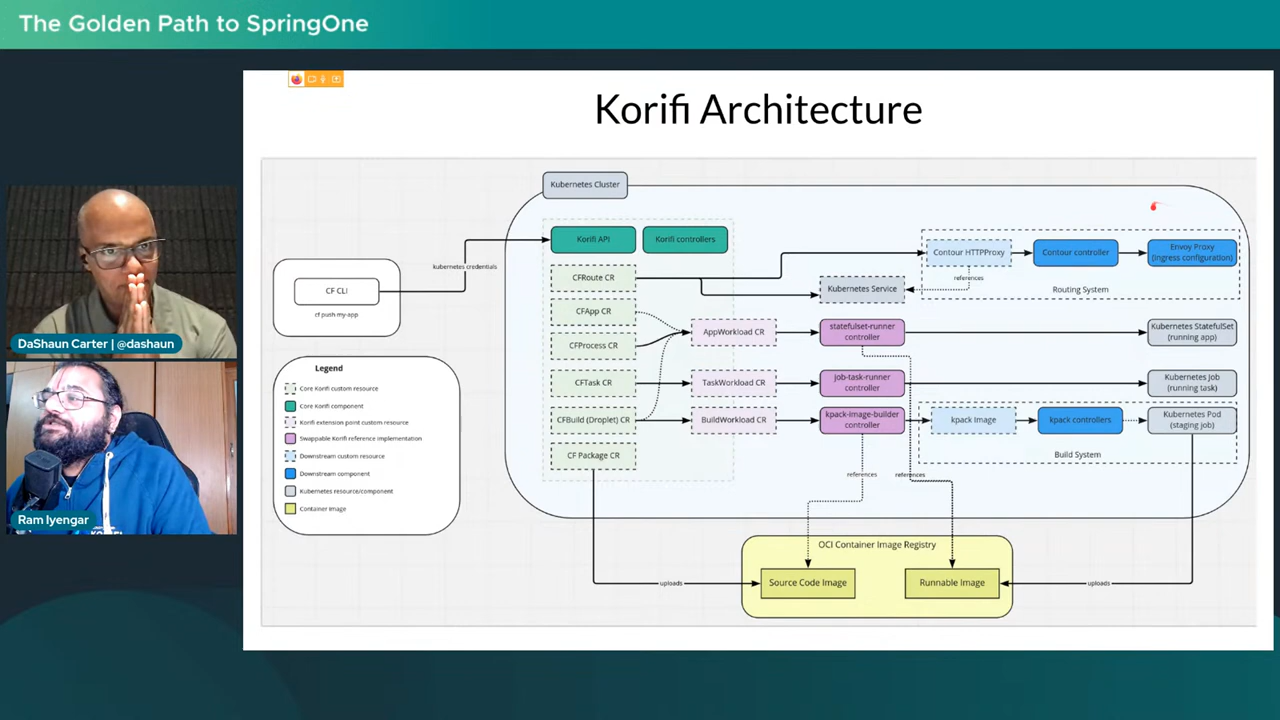 The Golden Path to SpringOne
Korifi Architecture
Kubernetes Cluster
Korifi API
Korifi controllers
kubernetes credentials
CF CLI
cf push my-app
CFRoute CR
CFApp CR
CFProcess CR
CFTask CR
CFBuild (Droplet) CR
CF Package CR
AppWorkload CR
TaskWorkload CR
BuildWorkload CR
Kubernetes Service
statefulset-runner
controller
job-task-runner
controller
kpack-image-builder
controller
Contour HTTPProxy
Contour controller
Envoy Proxy
(ingress configuration)
references
Routing System
Kubernetes StatefulSet
(running app)
Kubernetes Job
(running task)
kpack Image
kpack controllers
Kubernetes Pod
(staging job)
Build System
references
references
OCI Container Image Registry
Source Code Image
Runnable Image
uploads
uploads
Legend
Core Korifi custom resource
Core Korifi component
Korifi extension point custom resource
Swappable Korifi reference implementation
Downstream custom resource
Downstream component
Kubernetes resource/component
Container image
DaShaun Carter | @dashaun
Ram Iyengar